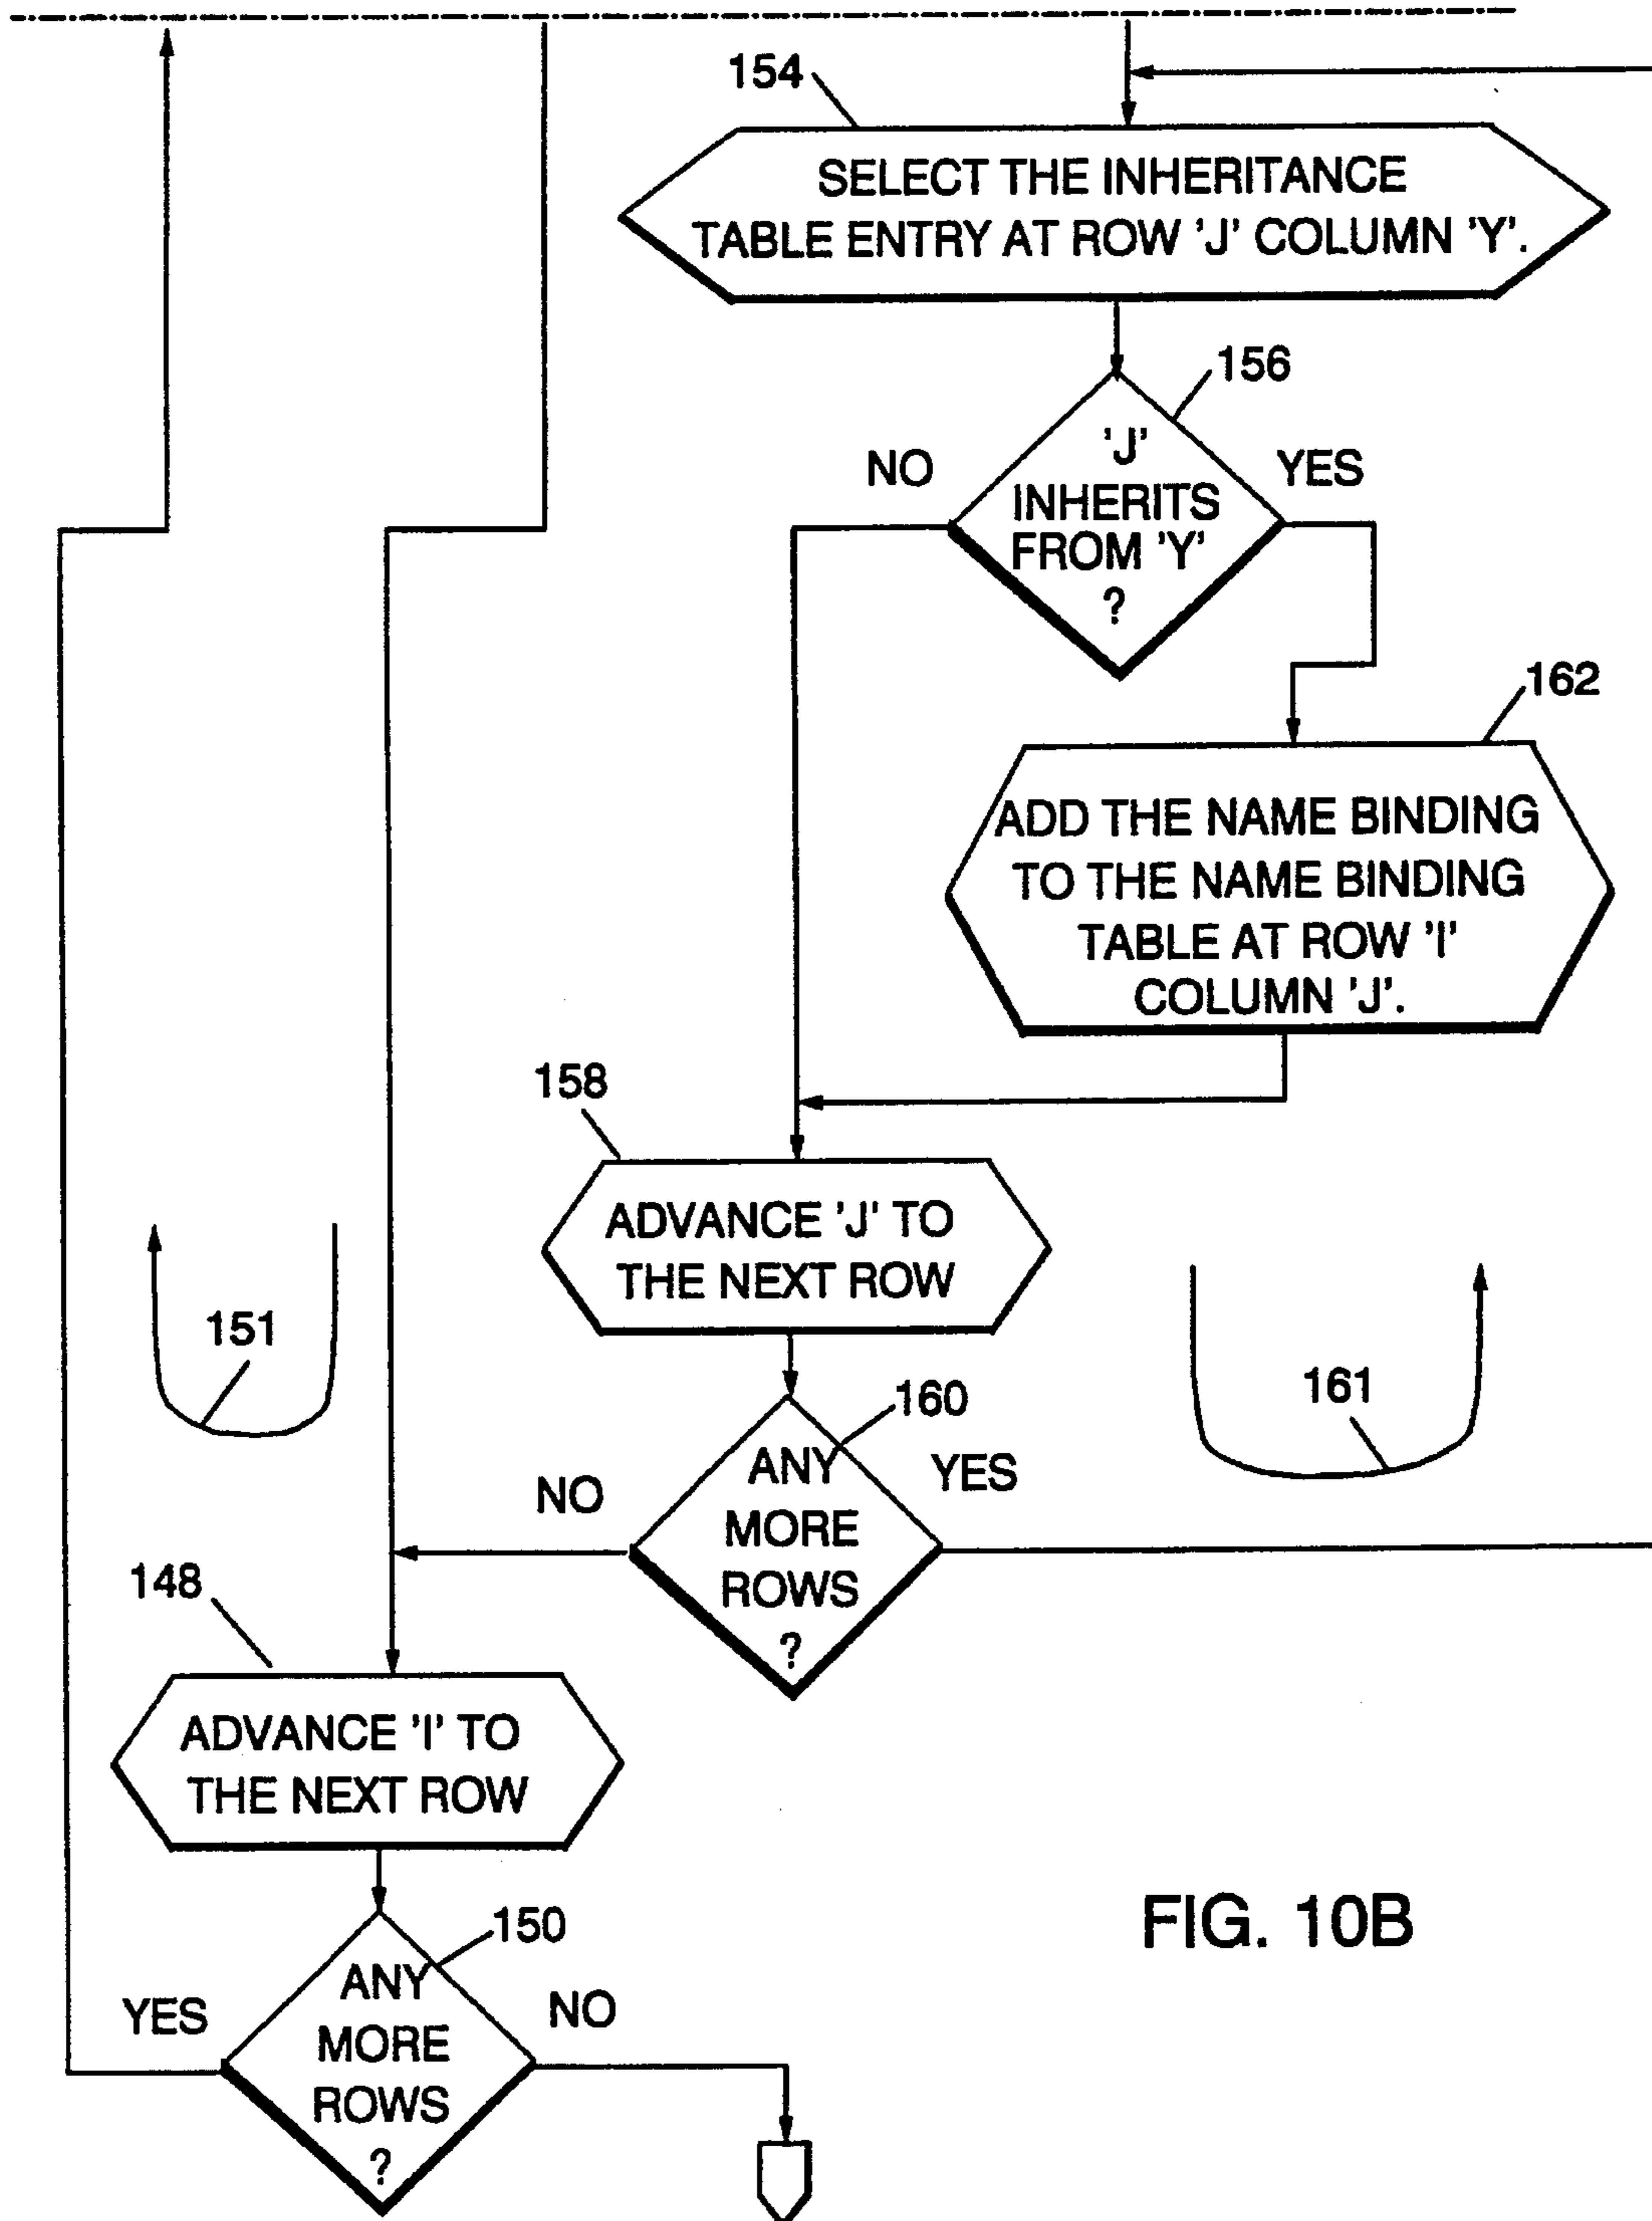 154
SELECT THE INHERITANCE
TABLE ENTRY AT ROW 'J' COLUMN 'Y'.
156
'J'
INHERITS
FROM 'Y'
?
NO
YES
162
ADD THE NAME BINDING
TO THE NAME BINDING
TABLE AT ROW 'I'
COLUMN 'J'.
158
ADVANCE 'J' TO
THE NEXT ROW
151
161
160
ANY
MORE
ROWS
?
NO
YES
148
ADVANCE 'I' TO
THE NEXT ROW
150
ANY
MORE
ROWS
?
YES
NO
FIG. 10B